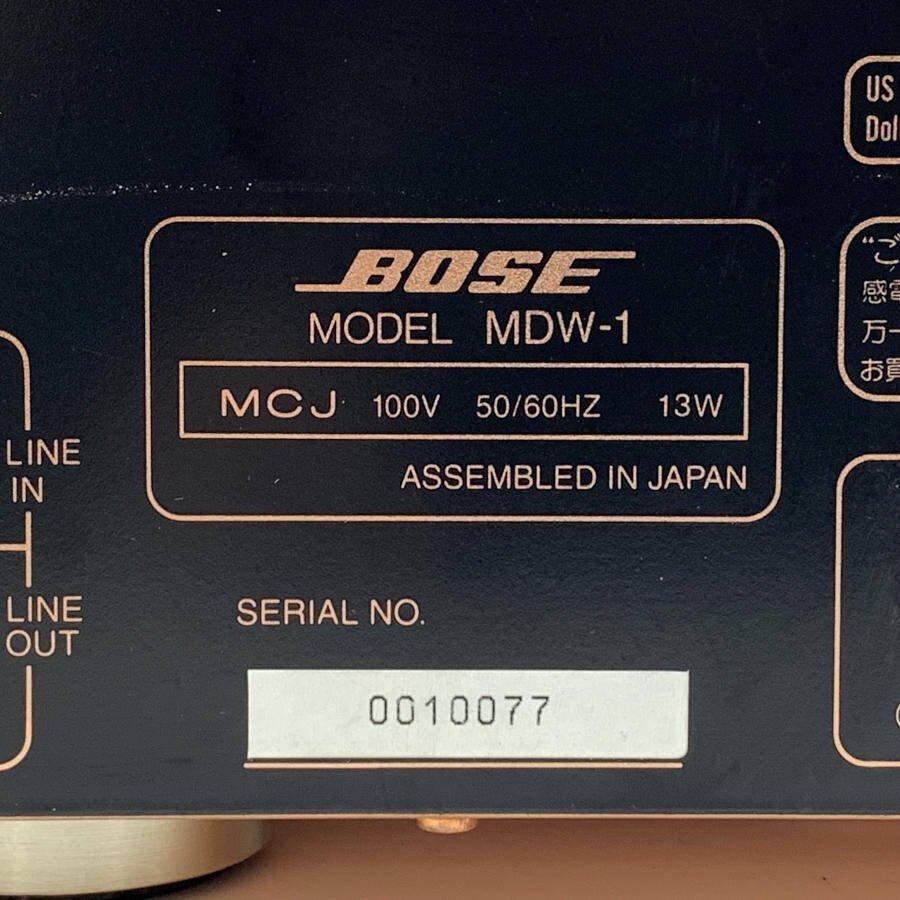 US
Dol
BOSE
MODEL MDW-1
MCJ 100V 50/60HZ 13W
ASSEMBLED IN JAPAN
"ご
感電
万一
お買
LINE
IN
LINE
OUT
SERIAL NO.
0010077